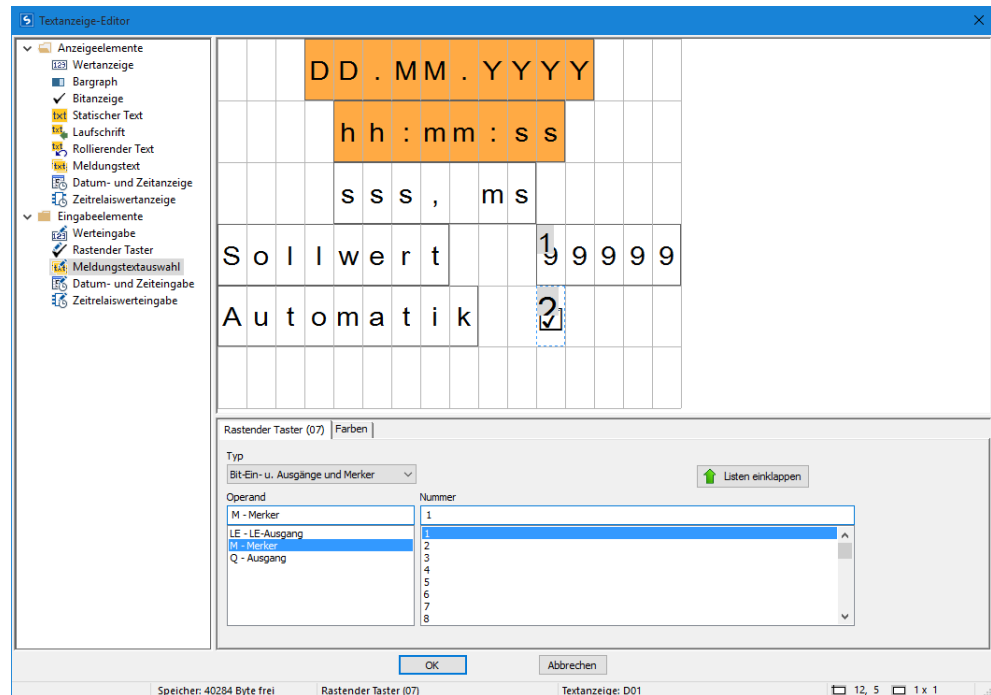 Textanzeige-Editor
Anzeigeelemente
Wertanzeige
Bargraph
Bitanzeige
Statischer Text
Laufschrift
Rollierender Text
Meldungstext
Datum- und Zeitanzeige
Zeitrelaiswertanzeige
Eingabeelemente
Werteingabe
Rastender Taster
Meldungstextauswahl
Datum- und Zeiteingabe
Zeitrelaiswerteingabe
DD.MM.YYYY
hh:mm:ss
sss, ms
Sollwert 1 99999
Automatik 2
Rastender Taster (07) Farben
Typ
Bit-Ein- u. Ausgänge und Merker
Listen einklappen
Operand Nummer
M - Merker 1
LE - LE-Ausgang 1
M - Merker 2
Q - Ausgang 3
4
5
6
7
8
OK Abbrechen
Speicher: 40284 Byte frei Rastender Taster (07) Textanzeige: D01 12, 5 1 x 1